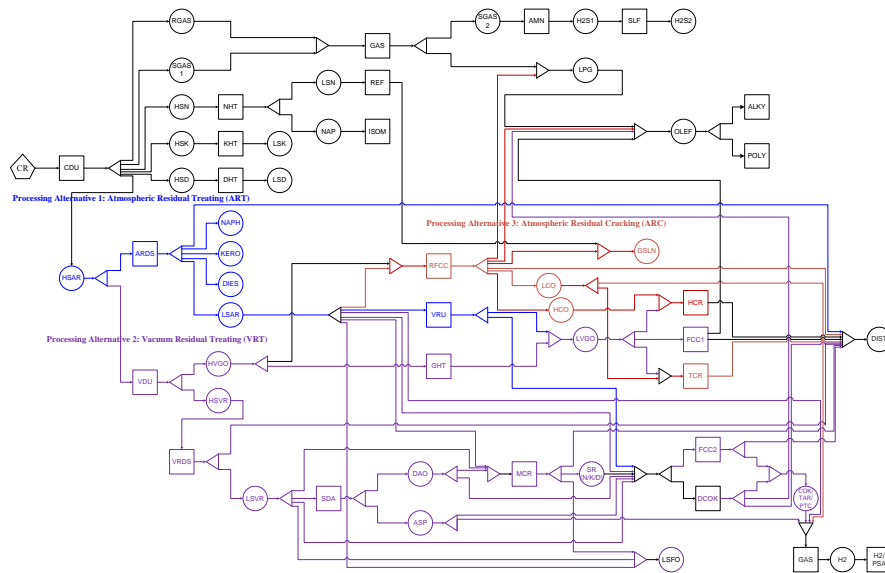 RGAS
SGAS
2
AMN
H2S1
SLF
H2S2
GAS
SGAS
1
LPG
LSN
REF
HSN
NHT
ALKY
NAP
ISOM
OLEF
HSK
KHT
LSK
POLY
CR
CDU
HSD
DHT
LSD
Processing Alternative 1: Atmospheric Residual Treating (ART)
NAPH
Processing Alternative 3: Atmospheric Residual Cracking (ARC)
ARDS
KERO
GSLN
RFCC
HSAR
DIES
LCO
HCR
HCO
LSAR
VRU
Processing Alternative 2: Vacuum Residual Treating (VRT)
LVGO
FCC1
DIST
HVGO
GHT
VDU
TCR
HSVR
FCC2
VRDS
DAO
MCR
SR
(N/K/D)
LSVR
SDA
DCOK
COK/
TAR/
PTC
ASP
LSFO
GAS
H2
H2/
PSA